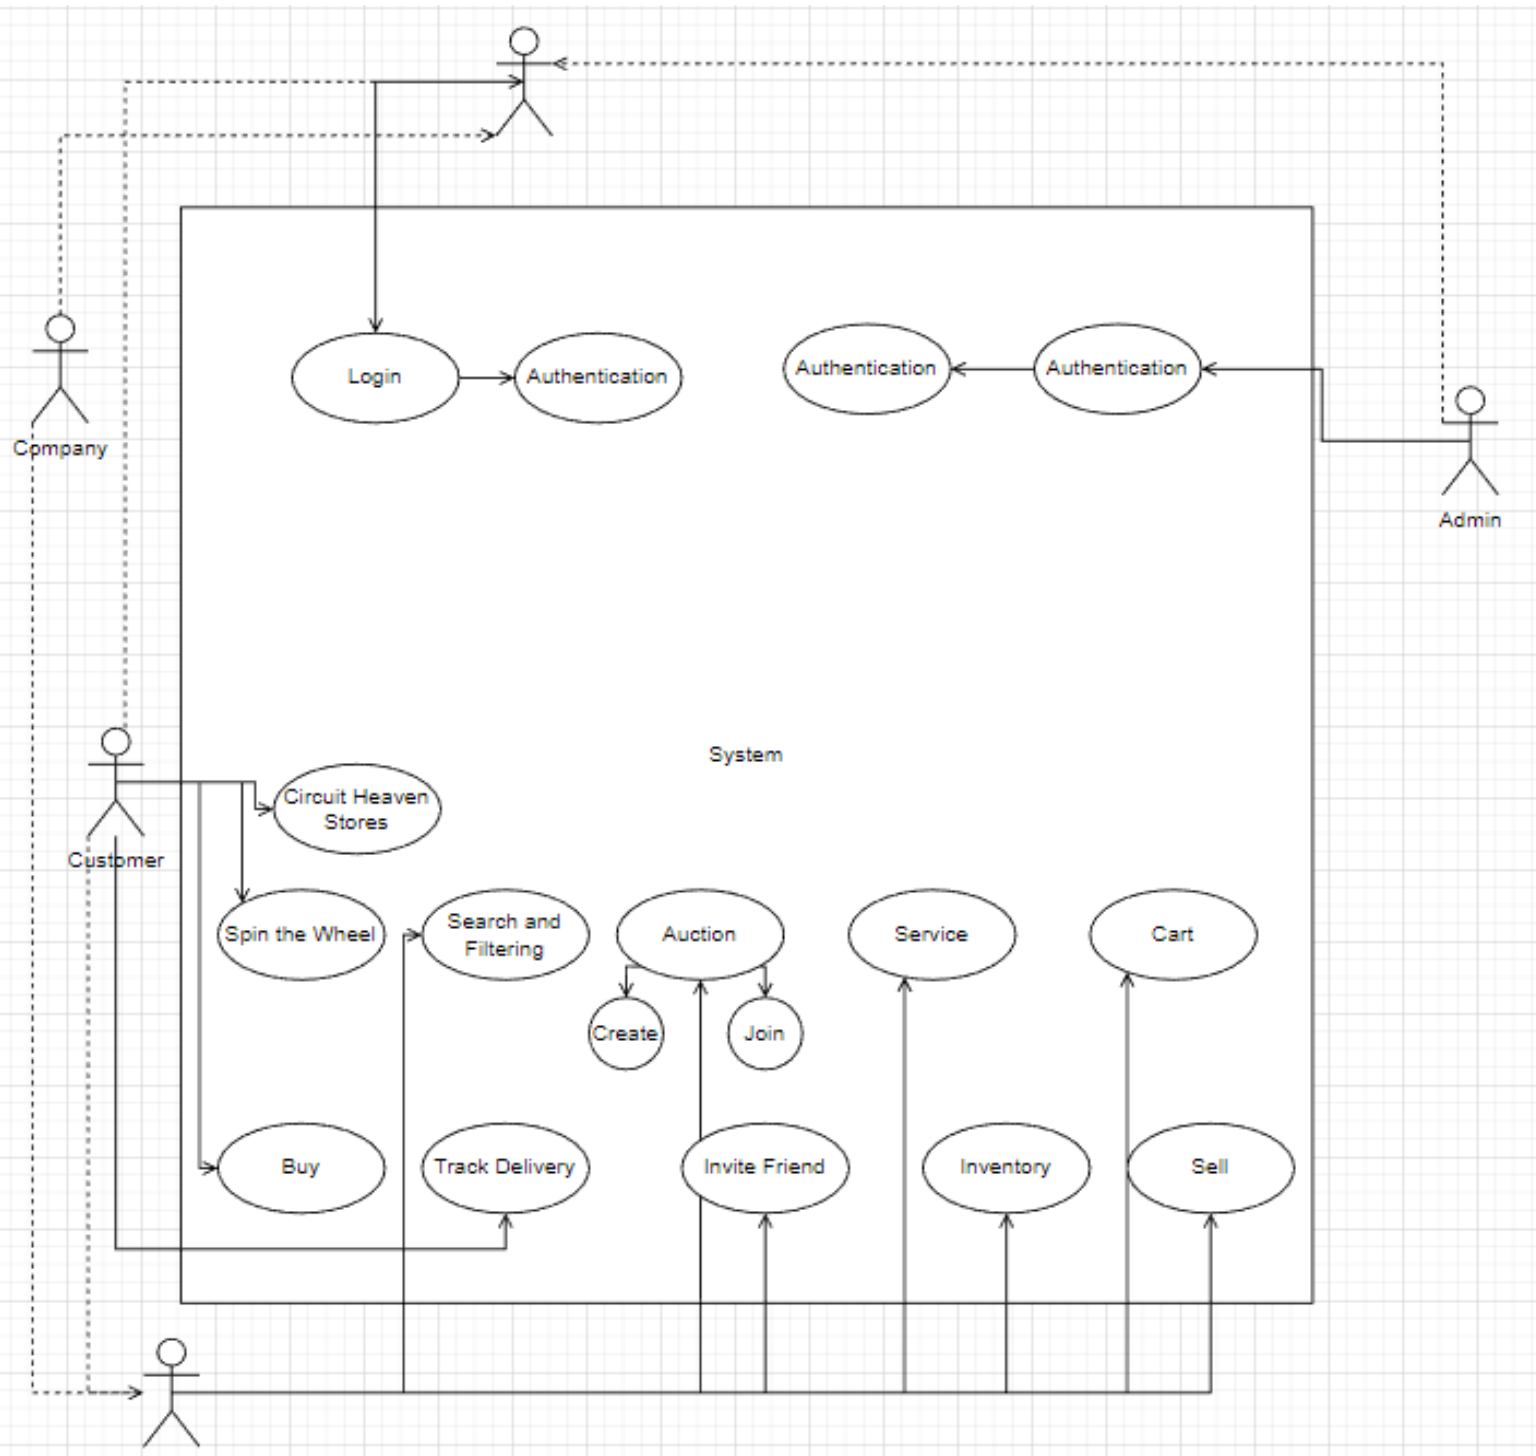 Login
Authentication
Authentication
Authentication
Company
Admin
System
Circuit Heaven
Stores
Customer
Spin the Wheel
Search and
Filtering
Auction
Service
Cart
Create
Join
Buy
Track Delivery
Invite Friend
Inventory
Sell